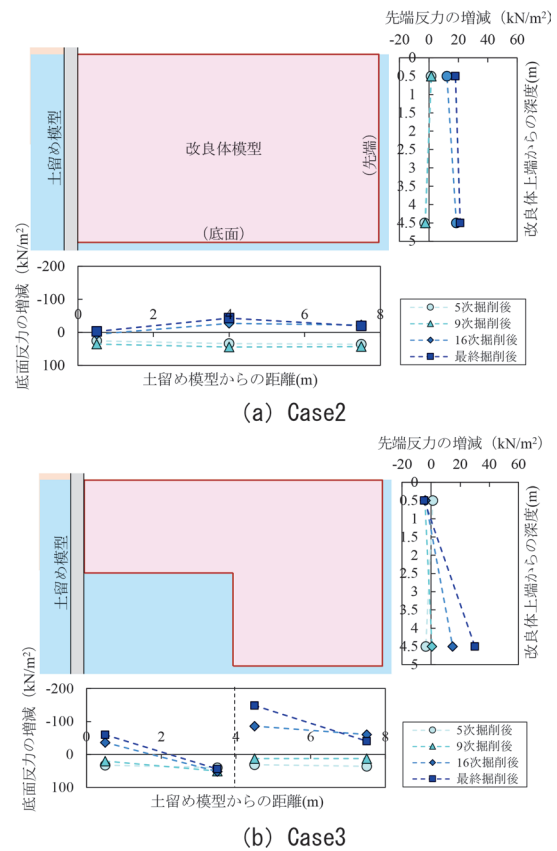 先端反力の増減（kN/m²）
-20 0 20 40 60
0
0.5
1
1.5
2
2.5
3
3.5
4
4.5
5
改良体上端からの深度(m)
土留め模型
改良体模型
（先端）
（底面）
底面反力の増減（kN/m²）
-200
-100
0
100
0 2 4 6 8
土留め模型からの距離(m)
5次掘削後
9次掘削後
16次掘削後
最終掘削後
(a) Case2
先端反力の増減（kN/m²）
-20 0 20 40 60
0
0.5
1
1.5
2
2.5
3
3.5
4
4.5
5
改良体上端からの深度(m)
土留め模型
底面反力の増減（kN/m²）
-200
-100
0
100
0 2 4 6 8
土留め模型からの距離(m)
5次掘削後
9次掘削後
16次掘削後
最終掘削後
(b) Case3